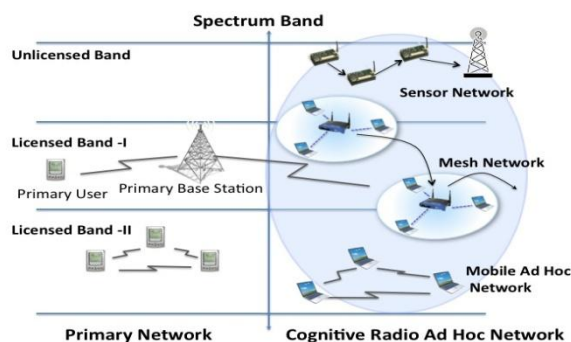 Spectrum Band
Unlicensed Band
Sensor Network
Licensed Band -I
Mesh Network
Primary User
Primary Base Station
Licensed Band -II
Mobile Ad Hoc
Network
Primary Network
Cognitive Radio Ad Hoc Network